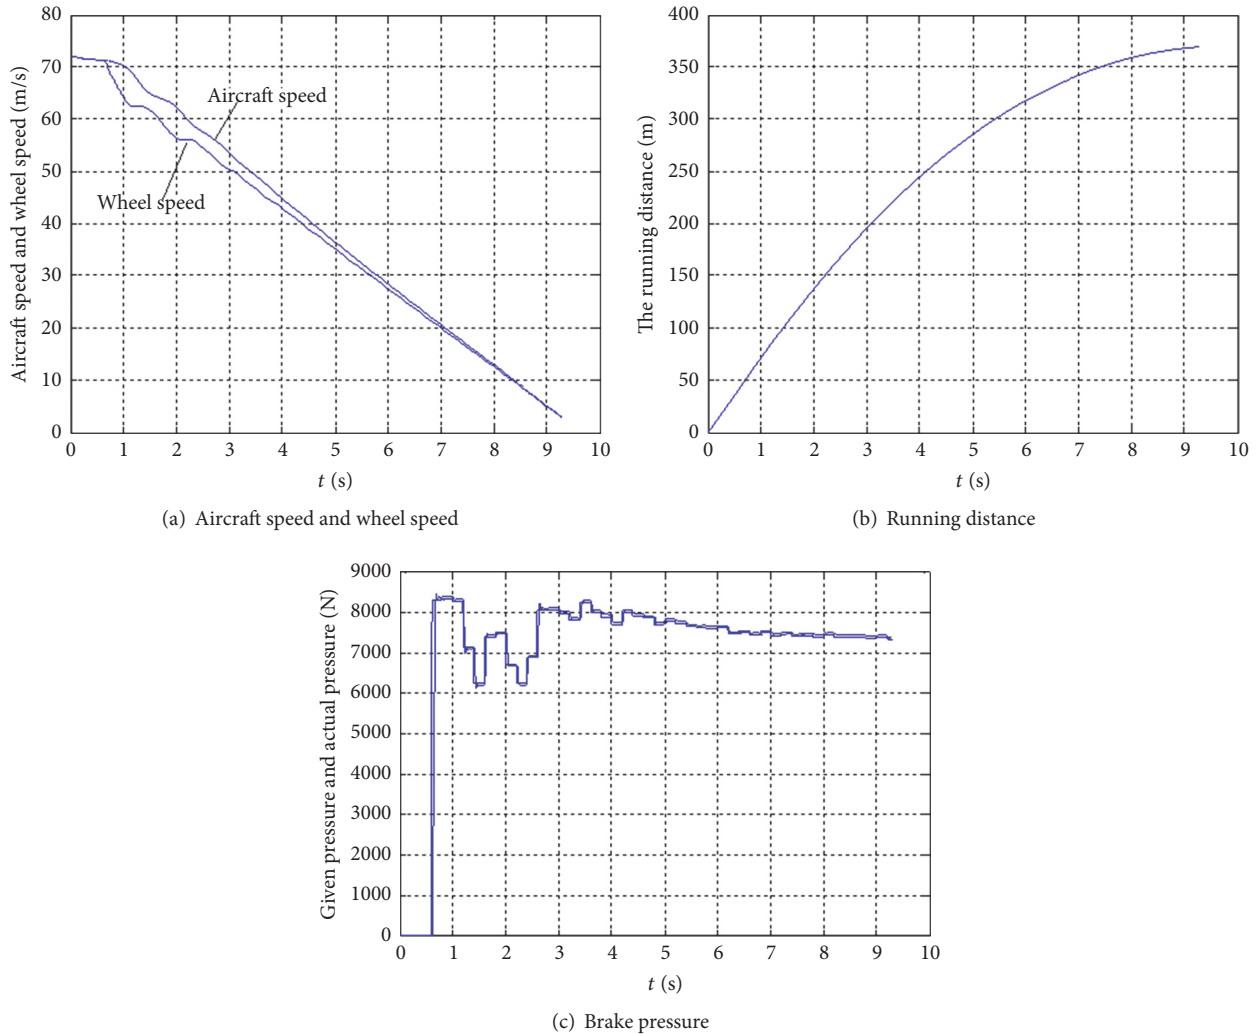 80
70
60
50
40
30
20
10
0
Aircraft speed and wheel speed (m/s)
Aircraft speed
Wheel speed
0 1 2 3 4 5 6 7 8 9 10
t (s)
(a) Aircraft speed and wheel speed
400
350
300
250
200
150
100
50
0
The running distance (m)
0 1 2 3 4 5 6 7 8 9 10
t (s)
(b) Running distance
9000
8000
7000
6000
5000
4000
3000
2000
1000
0
Given pressure and actual pressure (N)
0 1 2 3 4 5 6 7 8 9 10
t (s)
(c) Brake pressure